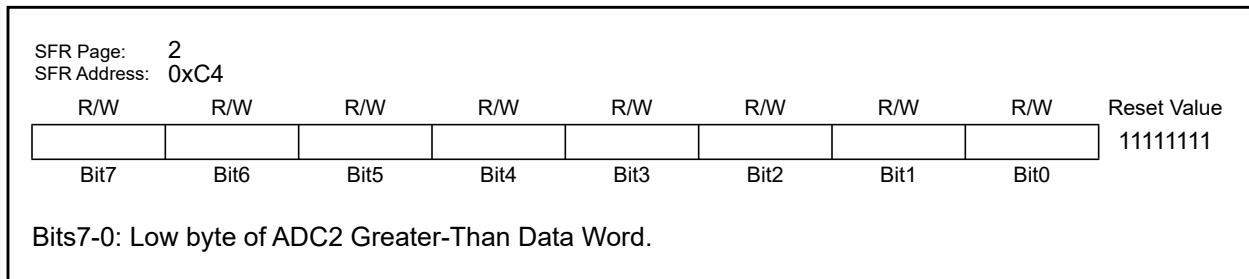 SFR Page: 2
SFR Address: 0xC4
R/W R/W R/W R/W R/W R/W R/W R/W Reset Value
11111111
Bit7 Bit6 Bit5 Bit4 Bit3 Bit2 Bit1 Bit0
Bits7-0: Low byte of ADC2 Greater-Than Data Word.